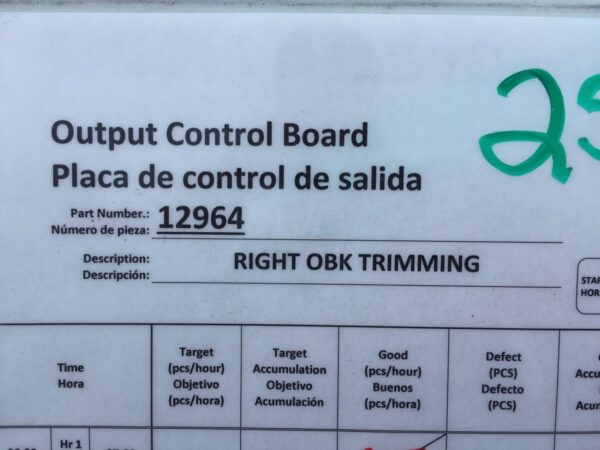 Output Control Board
Placa de control de salida
Part Number.: 12964
Número de pieza:
Description: RIGHT OBK TRIMMING
Descripción:
Time
Hora
Target
(pcs/hour)
Objetivo
(pcs/hora)
Target
Accumulation
Objetivo
Acumulación
Good
(pcs/hour)
Buenos
(pcs/hora)
Defect
(PCS)
Defecto
(PCS)
Hr 1